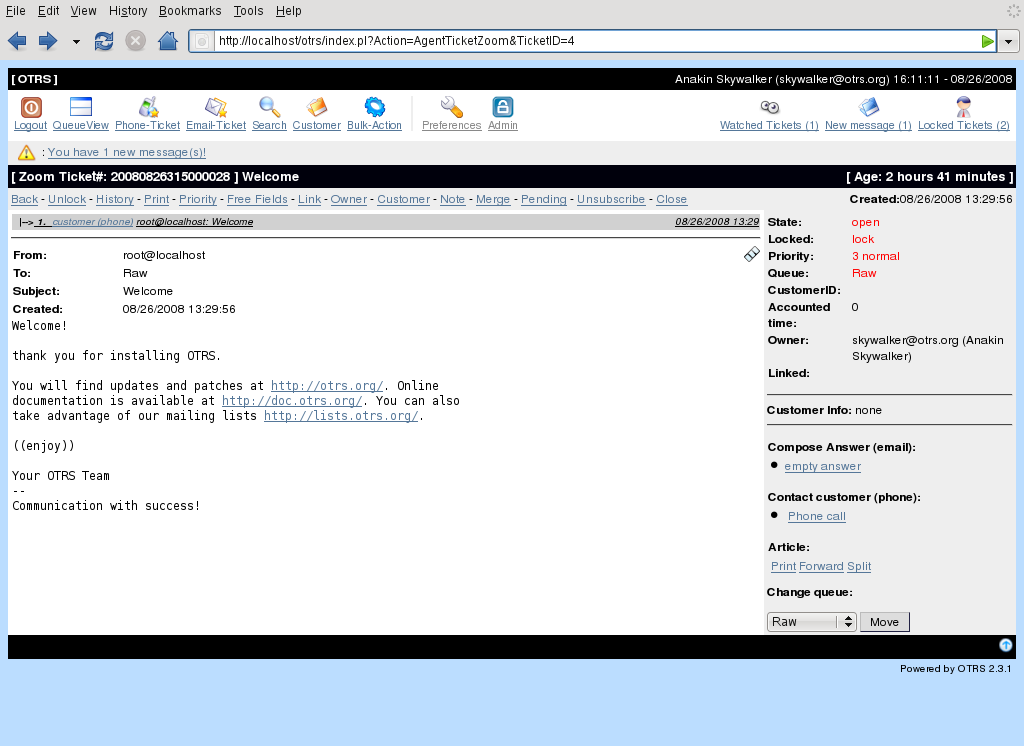 File Edit View History Bookmarks Tools Help
http://localhost/otrs/index.pl?Action=AgentTicketZoom&TicketID=4
[ OTRS ] Anakin Skywalker (skywalker@otrs.org) 16:11:11 - 08/26/2008
Logout QueueView Phone-Ticket Email-Ticket Search Customer Bulk-Action Preferences Admin Watched Tickets (1) New message (1) Locked Tickets (2)
: You have 1 new message(s)!
[ Zoom Ticket#: 20080826315000028 ] Welcome [ Age: 2 hours 41 minutes ]
Back - Unlock - History - Print - Priority - Free Fields - Link - Owner - Customer - Note - Merge - Pending - Unsubscribe - Close Created:08/26/2008 13:29:56
|--> 1. customer (phone) root@localhost: Welcome 08/26/2008 13:29
From: root@localhost
To: Raw
Subject: Welcome
Created: 08/26/2008 13:29:56
Welcome!
thank you for installing OTRS.
You will find updates and patches at http://otrs.org/. Online
documentation is available at http://doc.otrs.org/. You can also
take advantage of our mailing lists http://lists.otrs.org/.
((enjoy))
Your OTRS Team
--
Communication with success!
State: open
Locked: lock
Priority: 3 normal
Queue: Raw
CustomerID:
Accounted 0
time:
Owner: skywalker@otrs.org (Anakin
Skywalker)
Linked:
Customer Info: none
Compose Answer (email):
empty answer
Contact customer (phone):
Phone call
Article:
Print Forward Split
Change queue:
Raw Move
Powered by OTRS 2.3.1